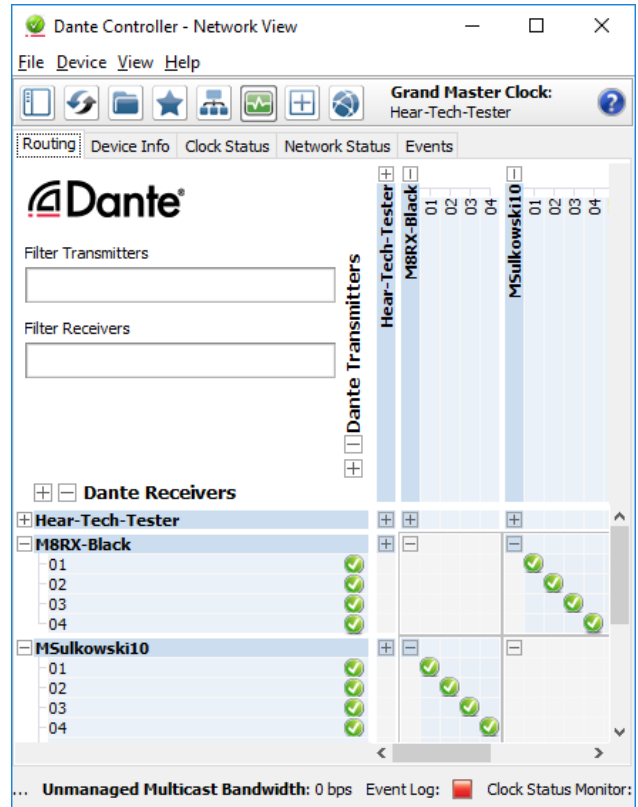 Dante Controller - Network View
File Device View Help
Grand Master Clock:
Hear-Tech-Tester
Routing Device Info Clock Status Network Status Events
Dante®
Filter Transmitters
Filter Receivers
Dante Transmitters
Hear-Tech-Tester
M8RX-Black
01
02
03
04
MSulkowski10
01
02
03
04
Dante Receivers
Hear-Tech-Tester
M8RX-Black
01
02
03
04
MSulkowski10
01
02
03
04
... Unmanaged Multicast Bandwidth: 0 bps Event Log: Clock Status Monitor: